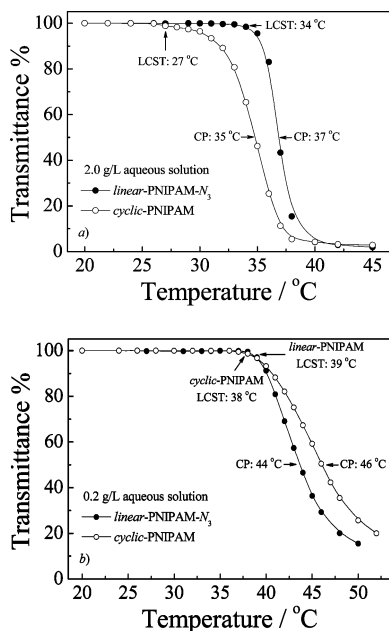 100
80
60
40
20
0
Transmittance %
LCST: 34 °C
LCST: 27 °C
CP: 35 °C
CP: 37 °C
2.0 g/L aqueous solution
linear-PNIPAM-N3
cyclic-PNIPAM
a)
20 25 30 35 40 45
Temperature / °C
100
80
60
40
20
0
Transmittance %
linear-PNIPAM
LCST: 39 °C
cyclic-PNIPAM
LCST: 38 °C
CP: 44 °C
CP: 46 °C
0.2 g/L aqueous solution
linear-PNIPAM-N3
cyclic-PNIPAM
b)
20 25 30 35 40 45 50
Temperature / °C